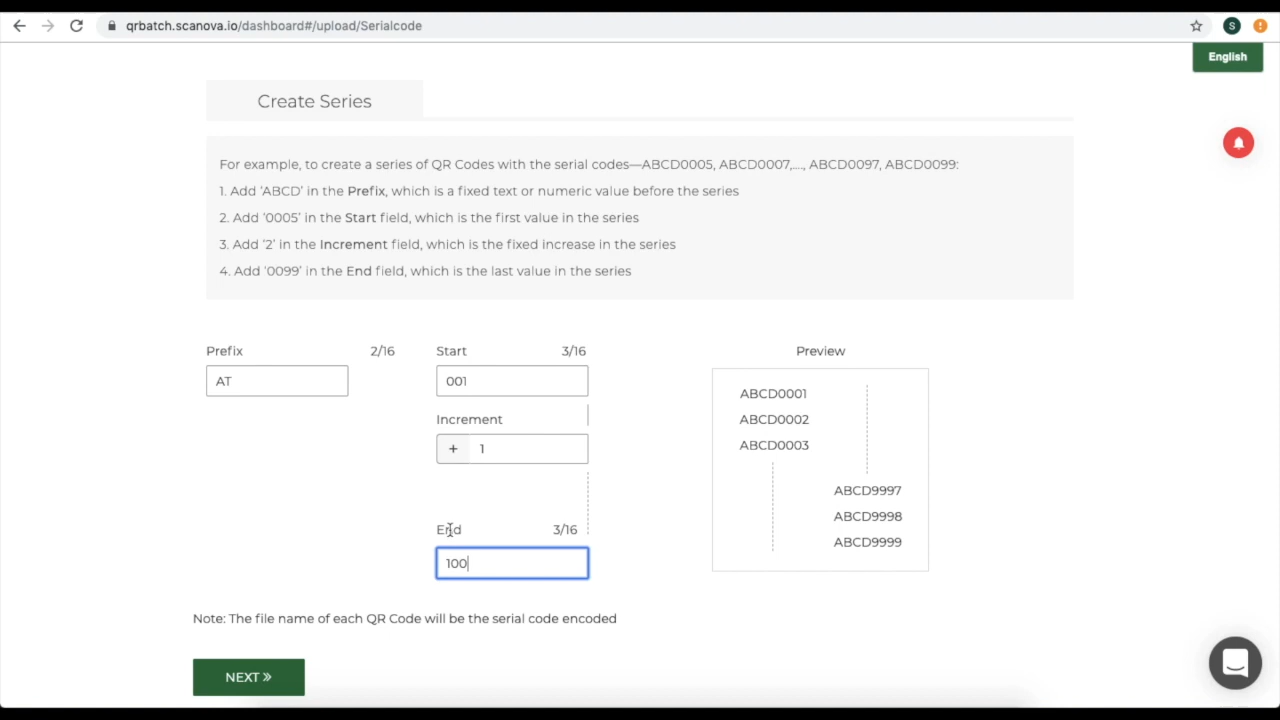 qrbatch.scanova.io/dashboard#/upload/Serialcode
S
English
Create Series
For example, to create a series of QR Codes with the serial codes—ABCD0005, ABCD0007,...., ABCD0097, ABCD0099:
1. Add ‘ABCD’ in the Prefix, which is a fixed text or numeric value before the series
2. Add ‘0005’ in the Start field, which is the first value in the series
3. Add ‘2’ in the Increment field, which is the fixed increase in the series
4. Add ‘0099’ in the End field, which is the last value in the series
Prefix 2/16
AT
Start 3/16
001
Increment
+ 1
End 3/16
100
Preview
ABCD0001
ABCD0002
ABCD0003
ABCD9997
ABCD9998
ABCD9999
Note: The file name of each QR Code will be the serial code encoded
NEXT »